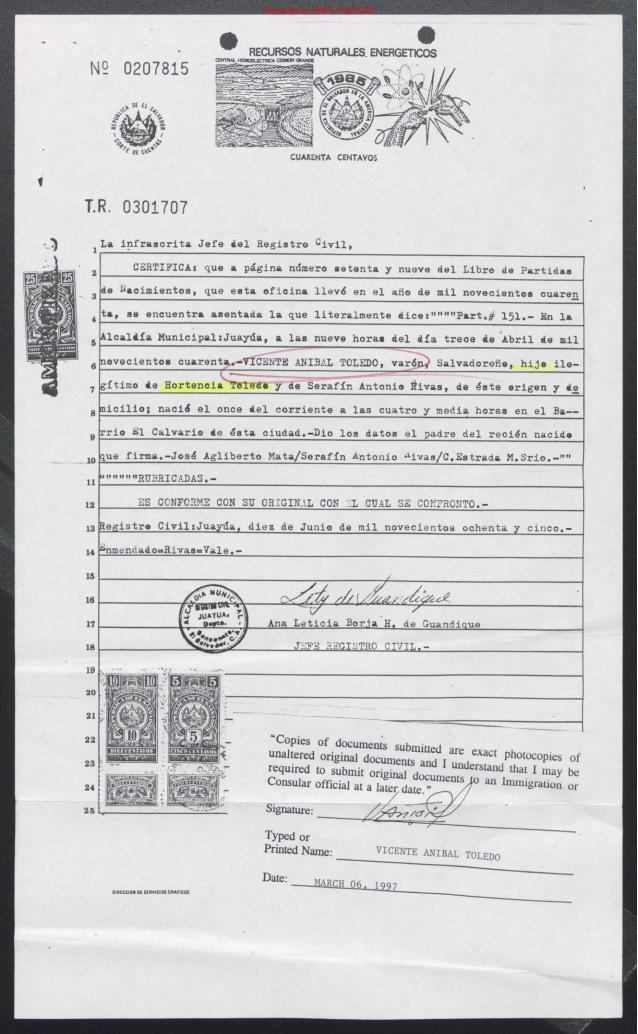 RECURSOS NATURALES, ENERGETICOS
CENTRAL HIDROELECTRICA CERRON GRANDE
Nº 0207815
1985
REPUBLICA DE EL SALVADOR
CORTE DE CUENTAS
REPUBLICA DE EL SALVADOR EN LA AMERICA CENTRAL
CUARENTA CENTAVOS
T.R. 0301707
25 25
1 La infrascrita Jefe del Registro Civil,
2 CERTIFICA: que a página número setenta y nueve del Libro de Partidas
3 de Nacimientos, que esta oficina llevó en el año de mil novecientos cuaren
4 ta, se encuentra asentada la que literalmente dice:""""Part.# 151.- En la
5 Alcaldía Municipal:Juayúa, a las nueve horas del día trece de Abril de mil
6 novecientos cuarenta.-VICENTE ANIBAL TOLEDO, varón, Salvadoreño, hijo ile-
7 gítimo de Hortencia Toledo y de Serafín Antonio Rivas, de éste origen y do
8 micilio; nació el once del corriente a las cuatro y media horas en el Ba--
9 rrio El Calvario de ésta ciudad.-Dio los datos el padre del recién nacido
10 que firma.-José Agliberto Mata/Serafín Antonio Rivas/C.Estrada M.Srio.-""
11 """"""RUBRICADAS.-
12 ES CONFORME CON SU ORIGINAL CON EL CUAL SE CONFRONTO.-
13 Registro Civil:Juayúa, diez de Junio de mil novecientos ochenta y cinco.-
14 Enmendado=Rivas=Vale.-
15
16 Lety de Guandique
ALCALDIA MUNICIPAL
REGISTRO CIVIL
JUAYUA,
Depto.
Sonsonate,
El Salvador, C.A.
17 Ana Leticia Borja H. de Guandique
18 JEFE REGISTRO CIVIL.-
19
10 10 5 5
20
21
10 5
22
DIEZ CENTAVOS CINCO CENTAVOS
23
24
25
"Copies of documents submitted are exact photocopies of
unaltered original documents and I understand that I may be
required to submit original documents to an Immigration or
Consular official at a later date."
Signature:
Typed or
Printed Name: VICENTE ANIBAL TOLEDO
Date: MARCH 06, 1997
DIRECCION DE SERVICIOS GRAFICOS